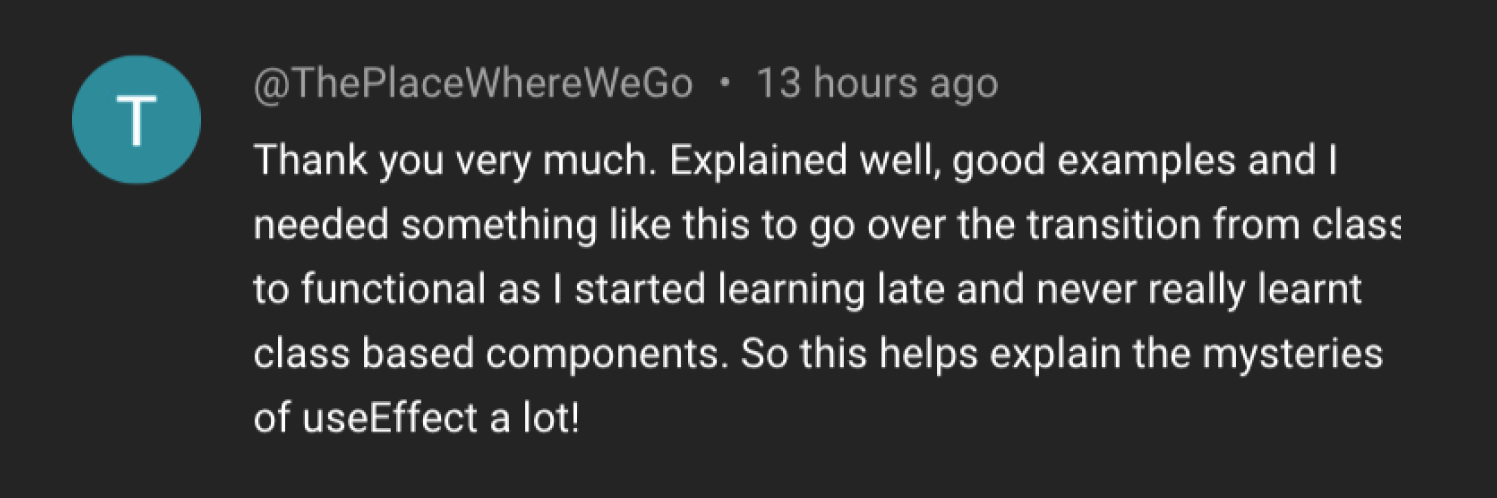 T
@ThePlaceWhereWeGo • 13 hours ago
Thank you very much. Explained well, good examples and I
needed something like this to go over the transition from class
to functional as I started learning late and never really learnt
class based components. So this helps explain the mysteries
of useEffect a lot!